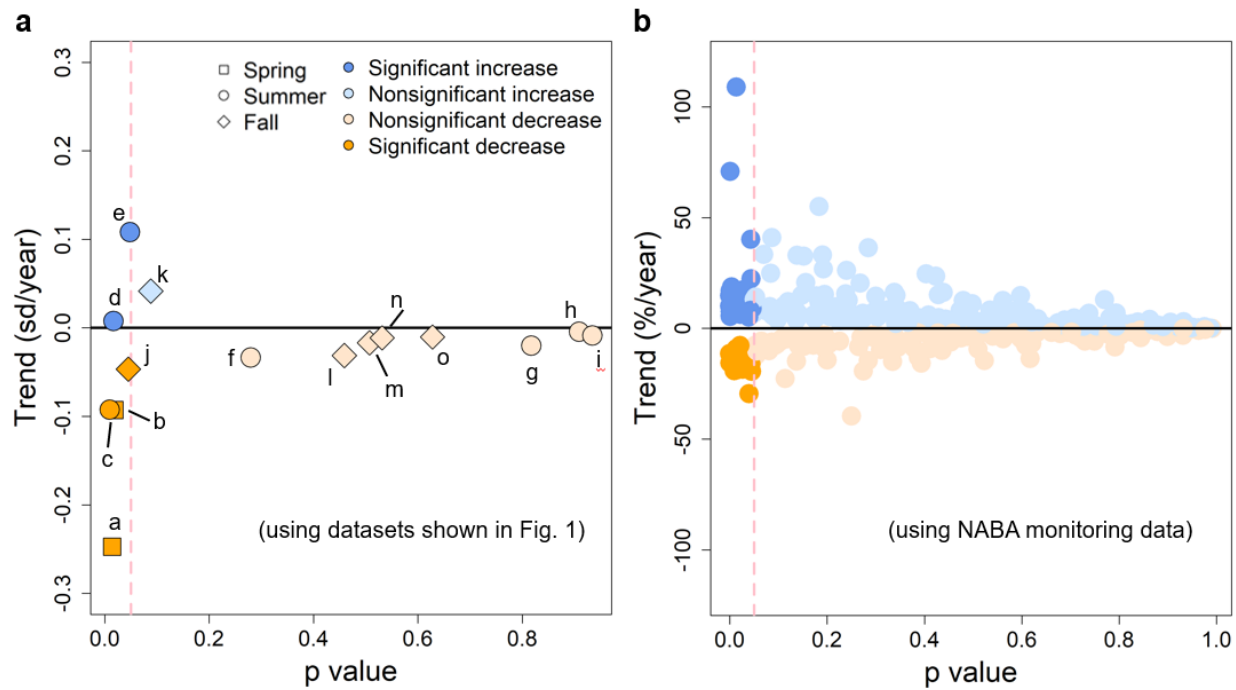 a
0.3
0.2
0.1
0.0
-0.1
-0.2
-0.3
Trend (sd/year)
Spring
Summer
Fall
Significant increase
Nonsignificant increase
Nonsignificant decrease
Significant decrease
e
k
d
n
h
j
f
l
m
o
g
i
b
c
a
(using datasets shown in Fig. 1)
0.0 0.2 0.4 0.6 0.8
p value
b
100
50
0
-50
-100
Trend (%/year)
(using NABA monitoring data)
0.0 0.2 0.4 0.6 0.8 1.0
p value